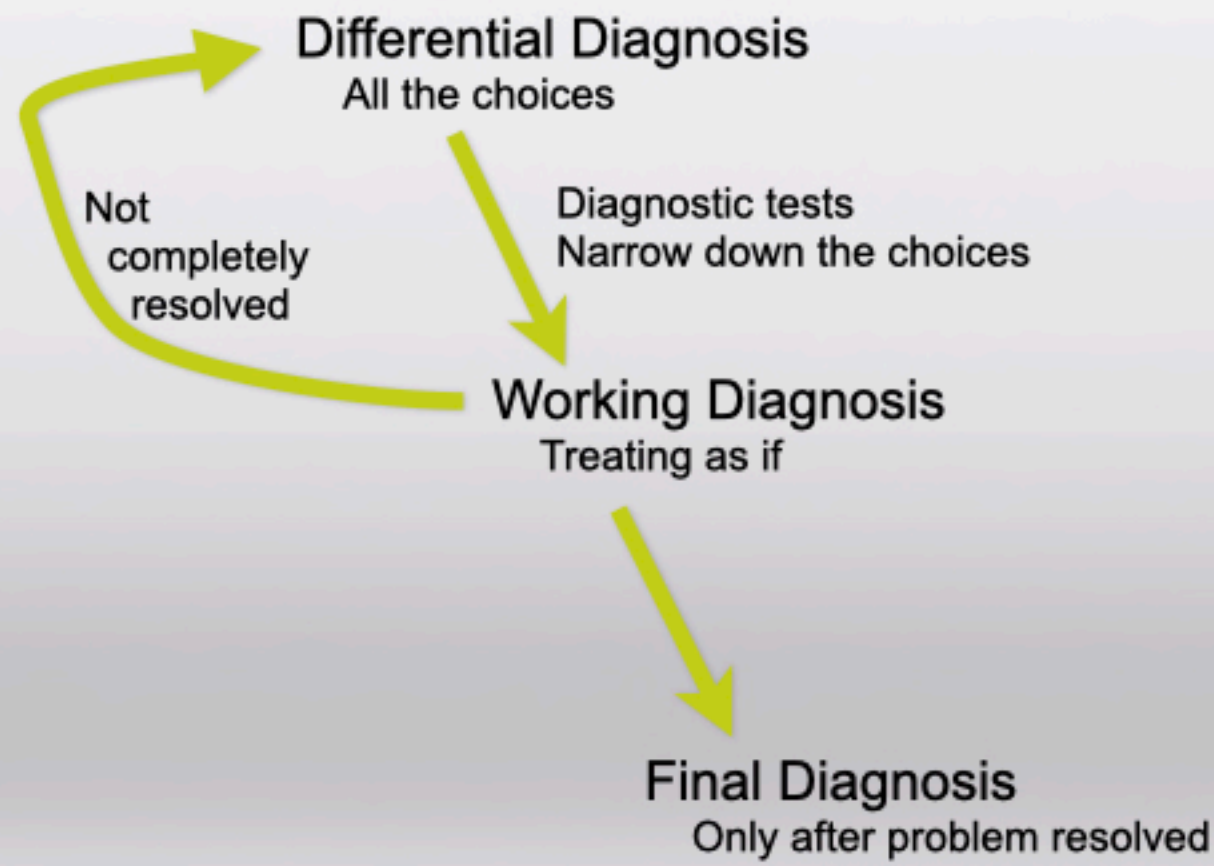 Differential Diagnosis
All the choices
Not
completely
resolved
Diagnostic tests
Narrow down the choices
Working Diagnosis
Treating as if
Final Diagnosis
Only after problem resolved